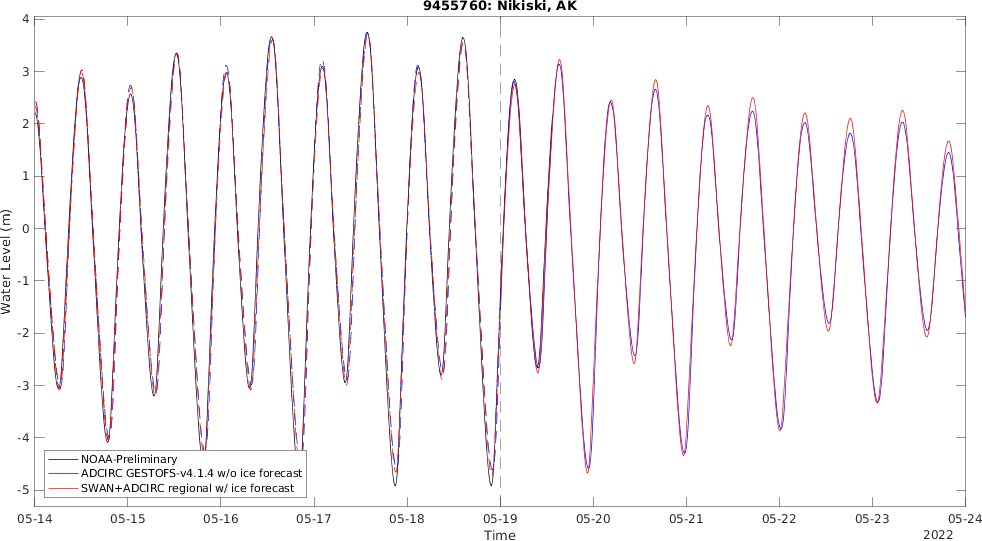 9455760: Nikiski, AK
4
3
2
1
0
-1
-2
-3
-4
-5
Water Level (m)
NOAA-Preliminary
ADCIRC GESTOFS-v4.1.4 w/o ice forecast
SWAN+ADCIRC regional w/ ice forecast
05-14 05-15 05-16 05-17 05-18 05-19 05-20 05-21 05-22 05-23 05-24
Time
2022